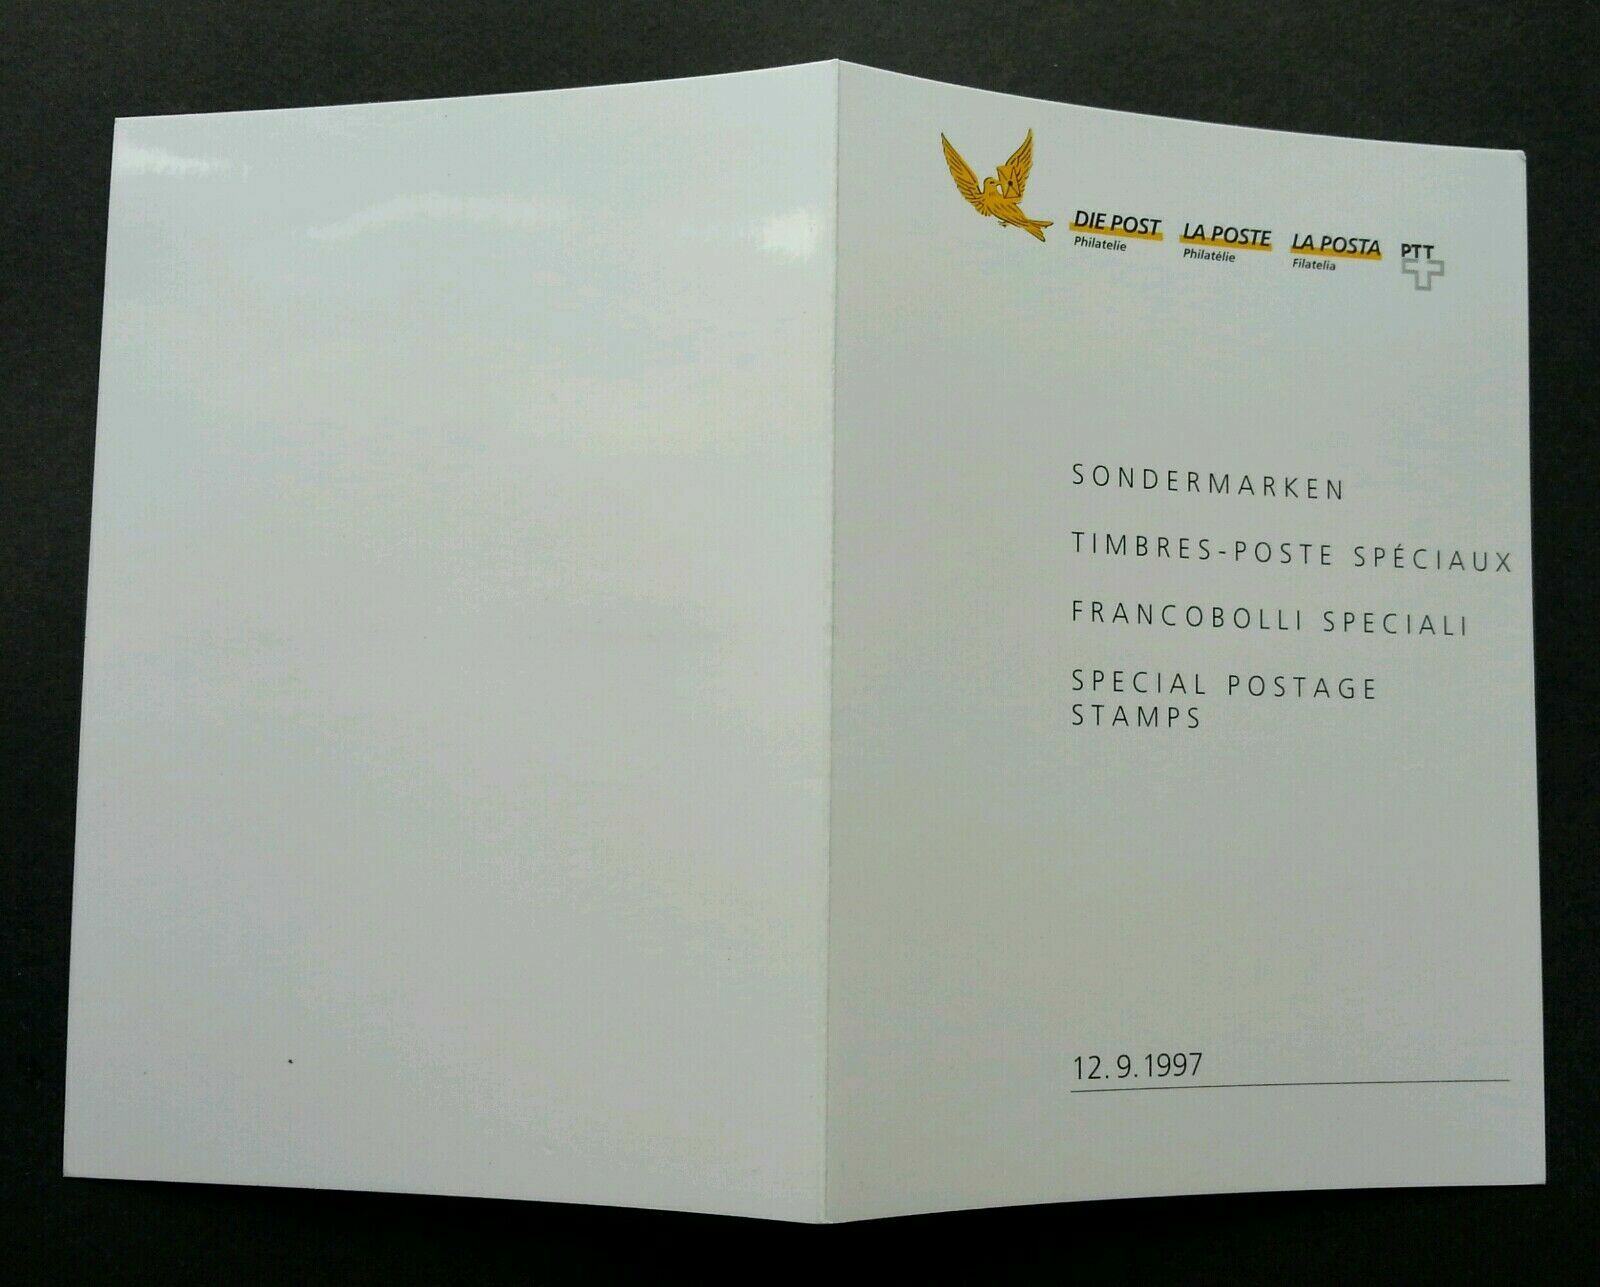 DIE POST LA POSTE LA POSTA PTT
Philatelie Philatélie Filatelia
SONDERMARKEN
TIMBRES-POSTE SPÉCIAUX
FRANCOBOLLI SPECIALI
SPECIAL POSTAGE
STAMPS
12.9.1997